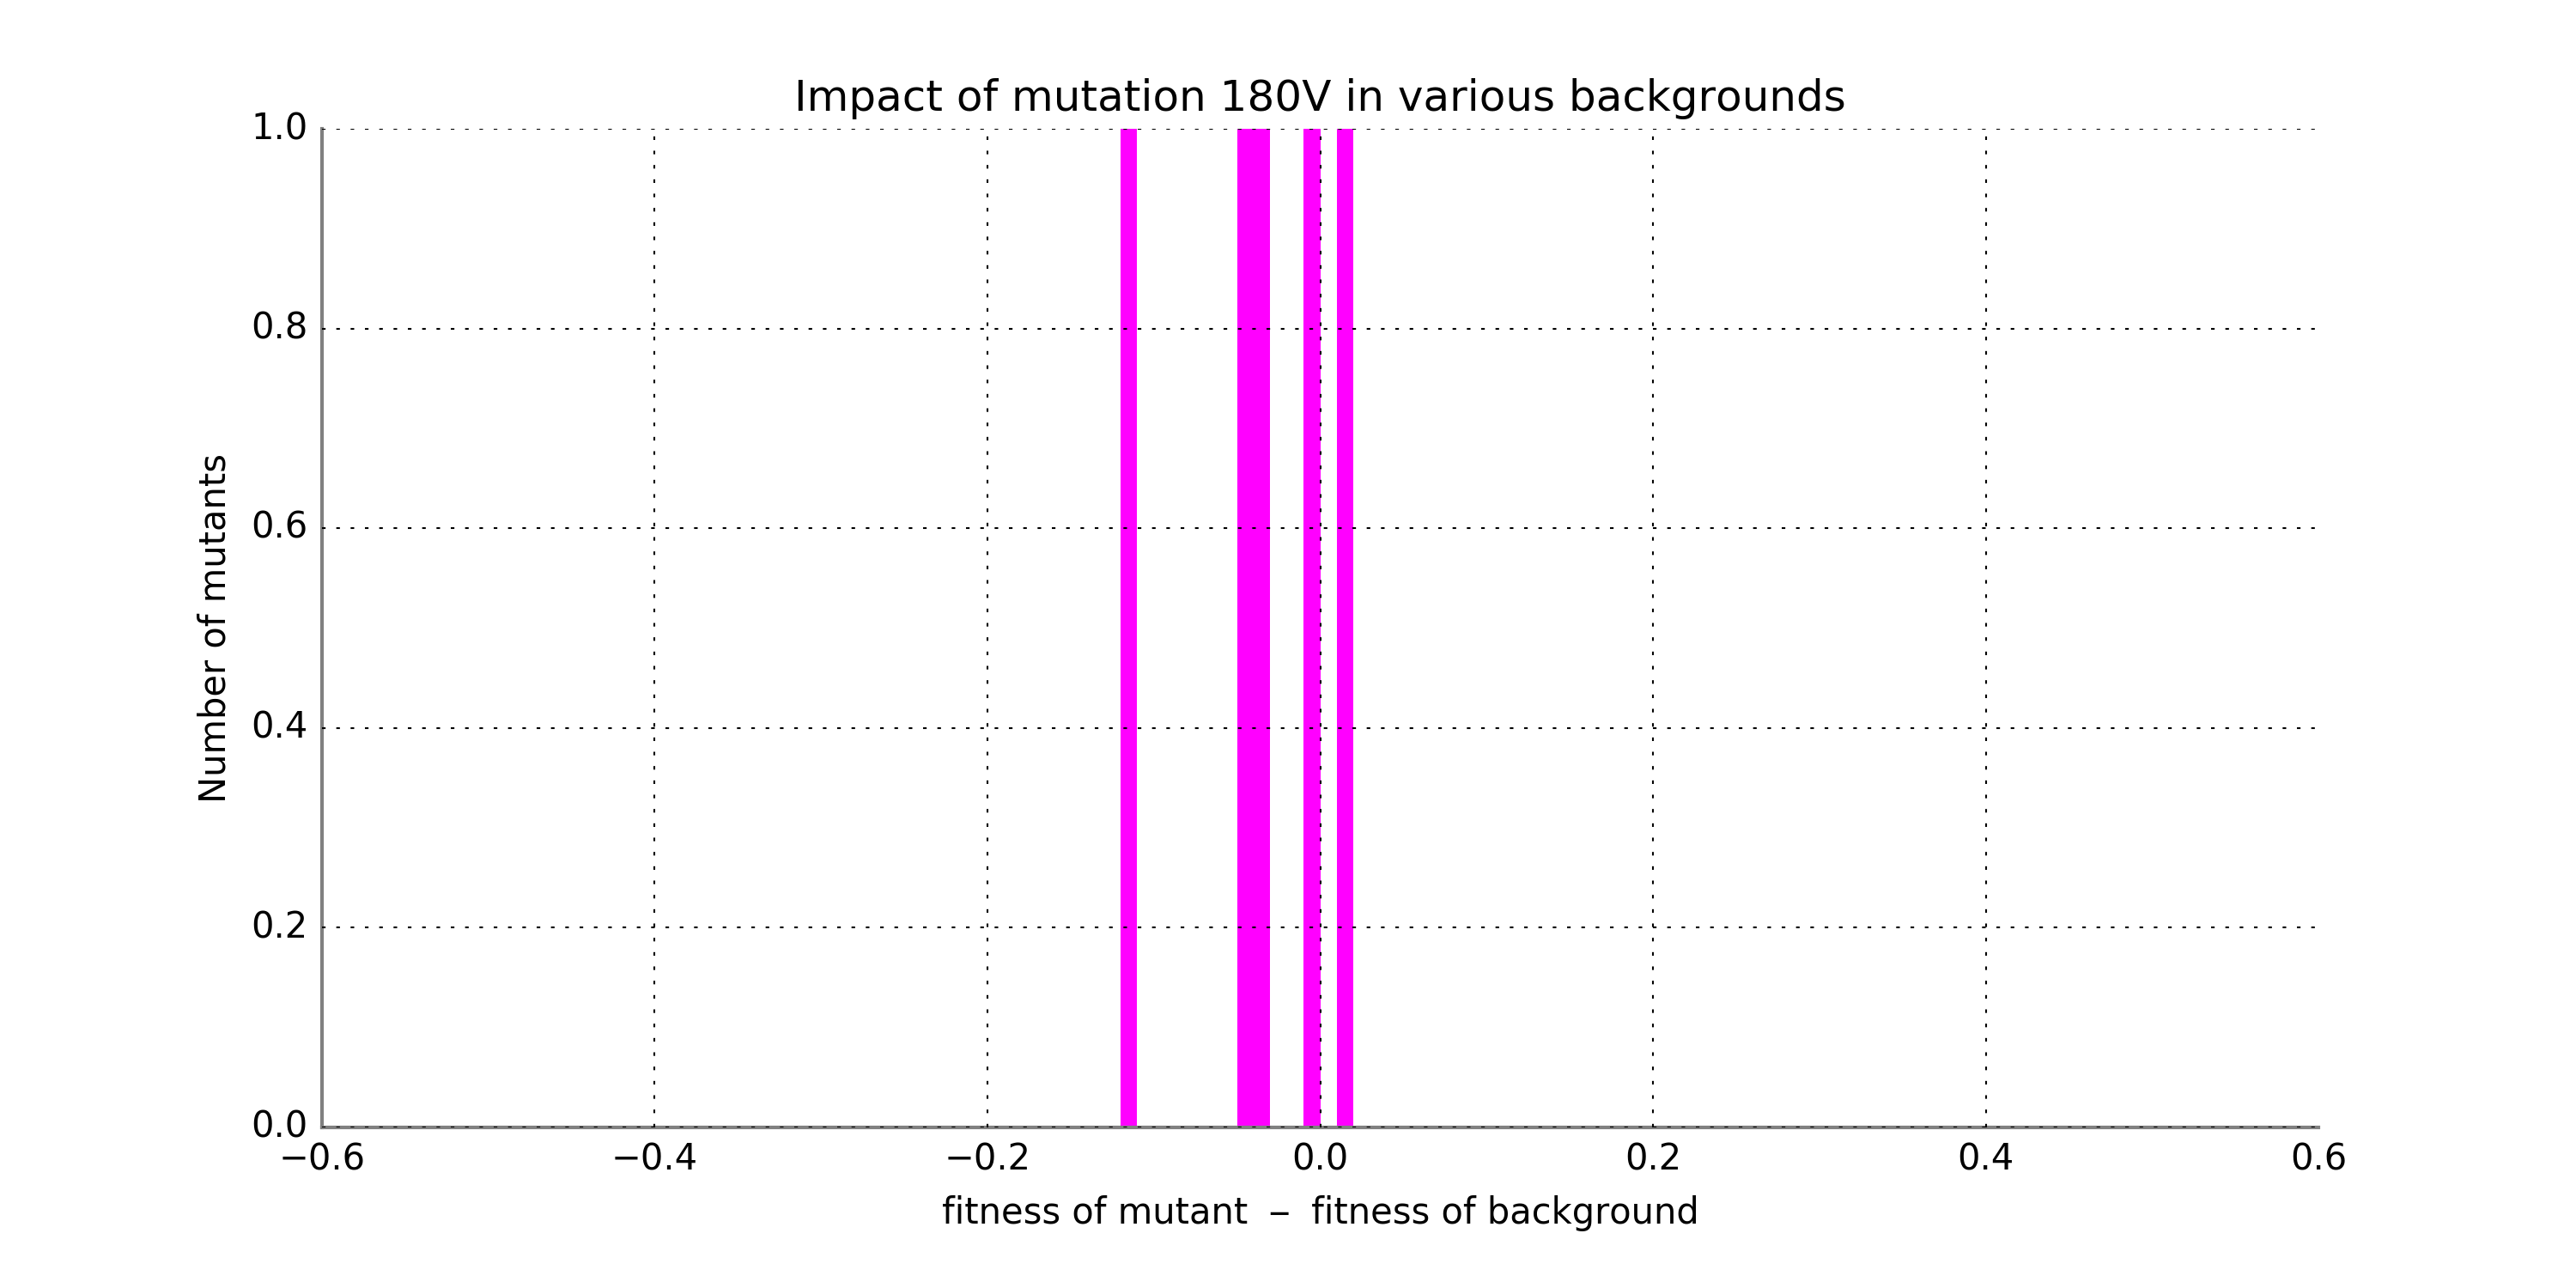 Impact of mutation 180V in various backgrounds
1.0
0.8
0.6
0.4
0.2
0.0
Number of mutants
−0.6 −0.4 −0.2 0.0 0.2 0.4 0.6
fitness of mutant − fitness of background